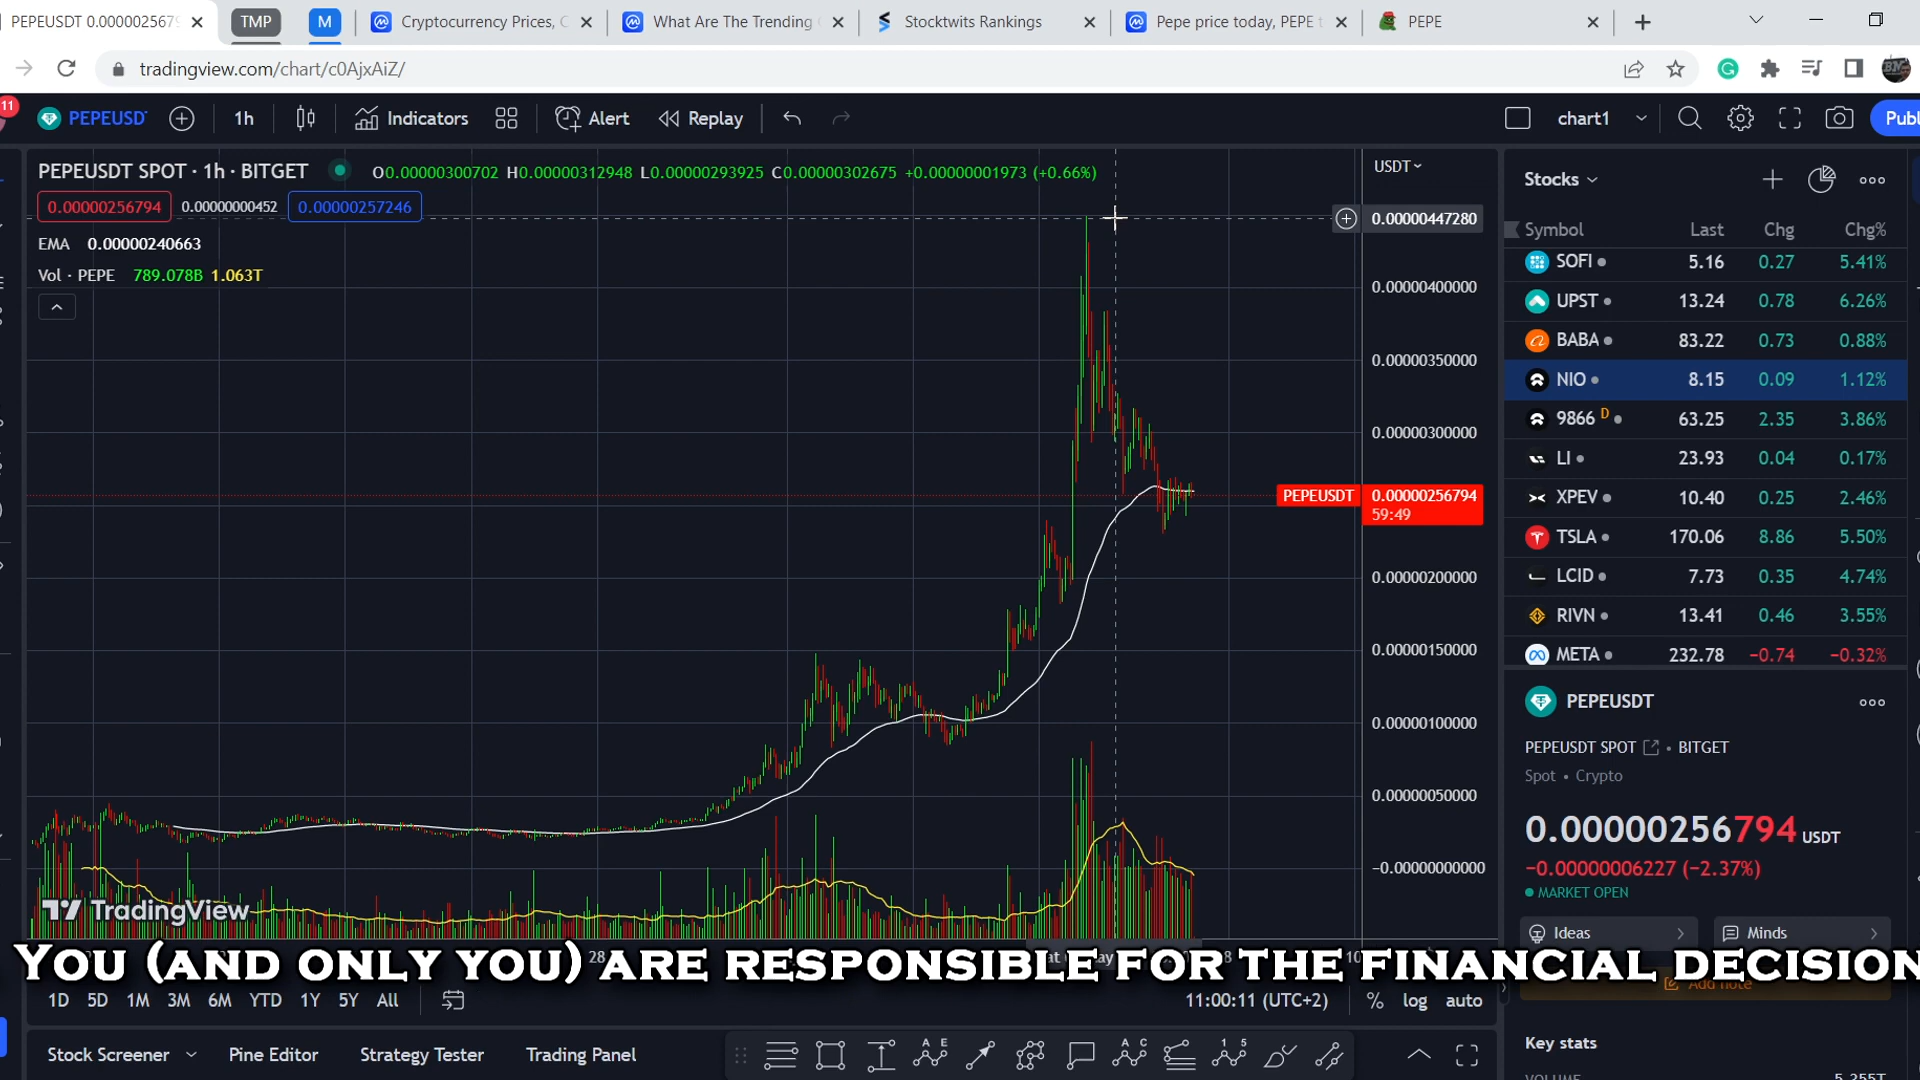 PEPEUSDT 0.0000025679
TMP
M
Cryptocurrency Prices, C
What Are The Trending
Stocktwits Rankings
Pepe price today, PEPE t
PEPE
tradingview.com/chart/c0AjxAiZ/
11
PEPEUSD
1h
Indicators
Alert
Replay
chart1
Publ
PEPEUSDT SPOT · 1h · BITGET
O0.00000300702 H0.00000312948 L0.00000293925 C0.00000302675 +0.00000001973 (+0.66%)
0.00000256794
0.00000000452
0.00000257246
EMA 0.00000240663
Vol · PEPE 789.078B 1.063T
USDT
0.00000447280
0.00000400000
0.00000350000
0.00000300000
PEPEUSDT
0.00000256794
59:49
0.00000200000
0.00000150000
0.00000100000
0.00000050000
−0.00000000000
TradingView
28
8
10
YOU (AND ONLY YOU) ARE RESPONSIBLE FOR THE FINANCIAL DECISION
1D 5D 1M 3M 6M YTD 1Y 5Y All
11:00:11 (UTC+2)
% log auto
Stock Screener
Pine Editor
Strategy Tester
Trading Panel
Stocks
Symbol Last Chg Chg%
SOFI 5.16 0.27 5.41%
UPST 13.24 0.78 6.26%
BABA 83.22 0.73 0.88%
NIO 8.15 0.09 1.12%
9866 D 63.25 2.35 3.86%
LI 23.93 0.04 0.17%
XPEV 10.40 0.25 2.46%
TSLA 170.06 8.86 5.50%
LCID 7.73 0.35 4.74%
RIVN 13.41 0.46 3.55%
META 232.78 −0.74 −0.32%
PEPEUSDT
PEPEUSDT SPOT • BITGET
Spot • Crypto
0.00000256794 USDT
−0.00000006227 (−2.37%)
MARKET OPEN
Ideas
Minds
Add note
Key stats
VOLUME 5.255T